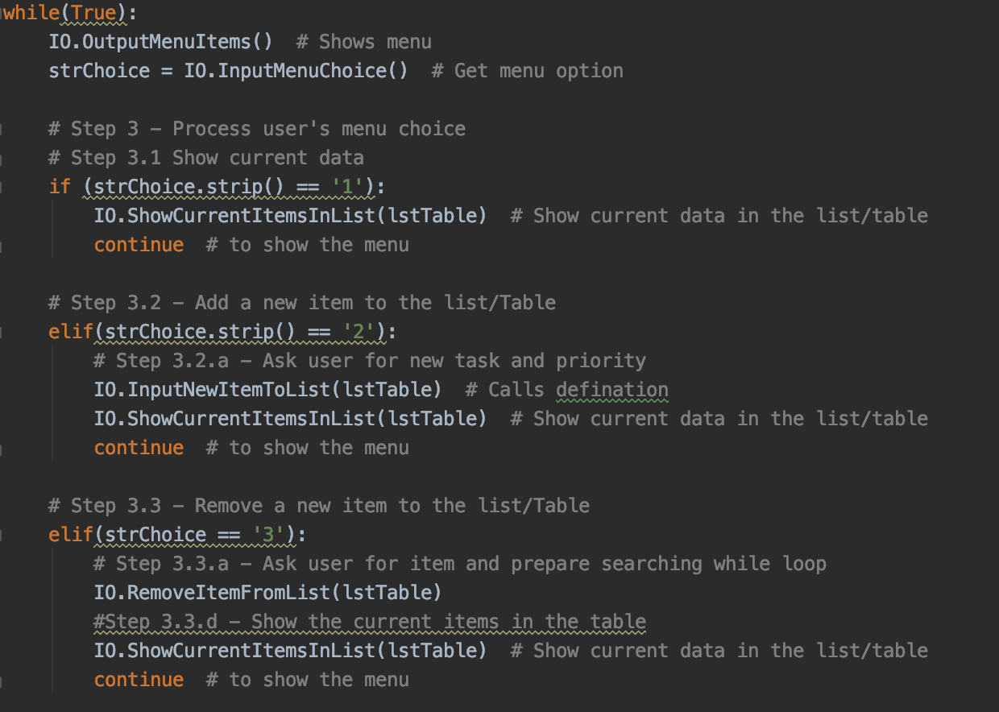 while(True):
    IO.OutputMenuItems()  # Shows menu
    strChoice = IO.InputMenuChoice()  # Get menu option

    # Step 3 – Process user's menu choice
    # Step 3.1 Show current data
    if (strChoice.strip() == '1'):
        IO.ShowCurrentItemsInList(lstTable)  # Show current data in the list/table
        continue  # to show the menu

    # Step 3.2 – Add a new item to the list/Table
    elif(strChoice.strip() == '2'):
        # Step 3.2.a – Ask user for new task and priority
        IO.InputNewItemToList(lstTable)  # Calls defination
        IO.ShowCurrentItemsInList(lstTable)  # Show current data in the list/table
        continue  # to show the menu

    # Step 3.3 – Remove a new item to the list/Table
    elif(strChoice == '3'):
        # Step 3.3.a – Ask user for item and prepare searching while loop
        IO.RemoveItemFromList(lstTable)
        #Step 3.3.d – Show the current items in the table
        IO.ShowCurrentItemsInList(lstTable)  # Show current data in the list/table
        continue  # to show the menu